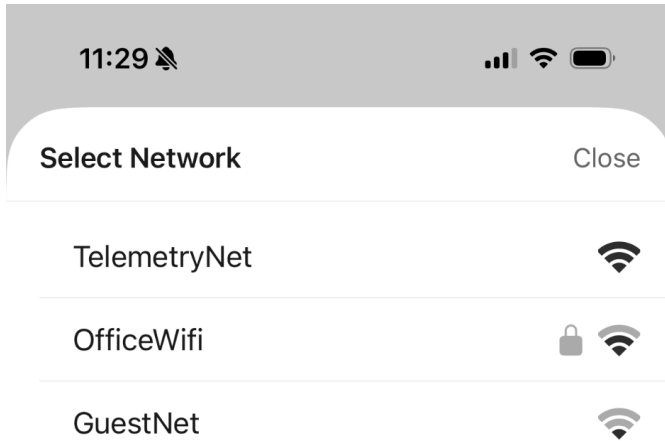 11:29
Select Network
Close
TelemetryNet
OfficeWifi
GuestNet